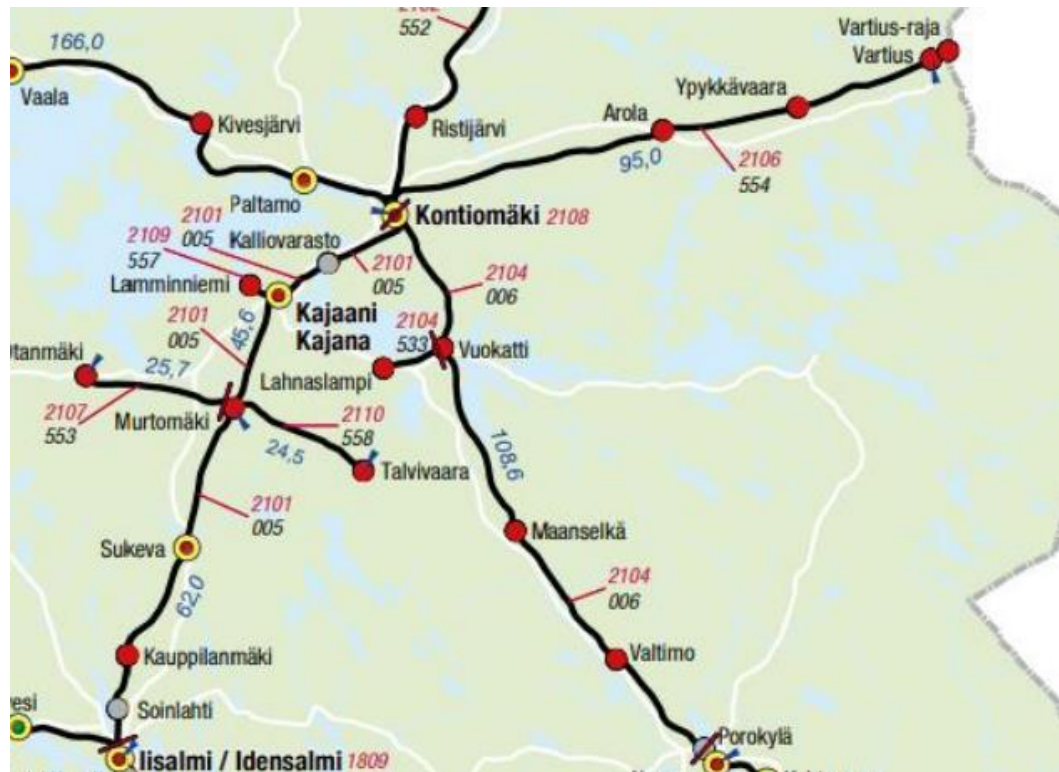 2102
552
166,0
Vartius-raja
Vartius
Vaala
Ypykkävaara
Kivesjärvi
Ristijärvi
Arola
95,0
2106
554
Paltamo
Kontiomäki 2108
2101
005
Kalliovarasto
2109
557
2101
005
2104
006
Lamminniemi
Kajaani
Kajana
2104
533
Vuokatti
2101
005
45,6
tanmäki
25,7
Lahnaslampi
2107
553
Murtomäki
2110
558
24,5
Talvivaara
108,6
2101
005
Maanselkä
Sukeva
2104
006
62,0
Kauppilanmäki
Valtimo
Soinlahti
esi
Porokylä
Iisalmi / Idensalmi 1809